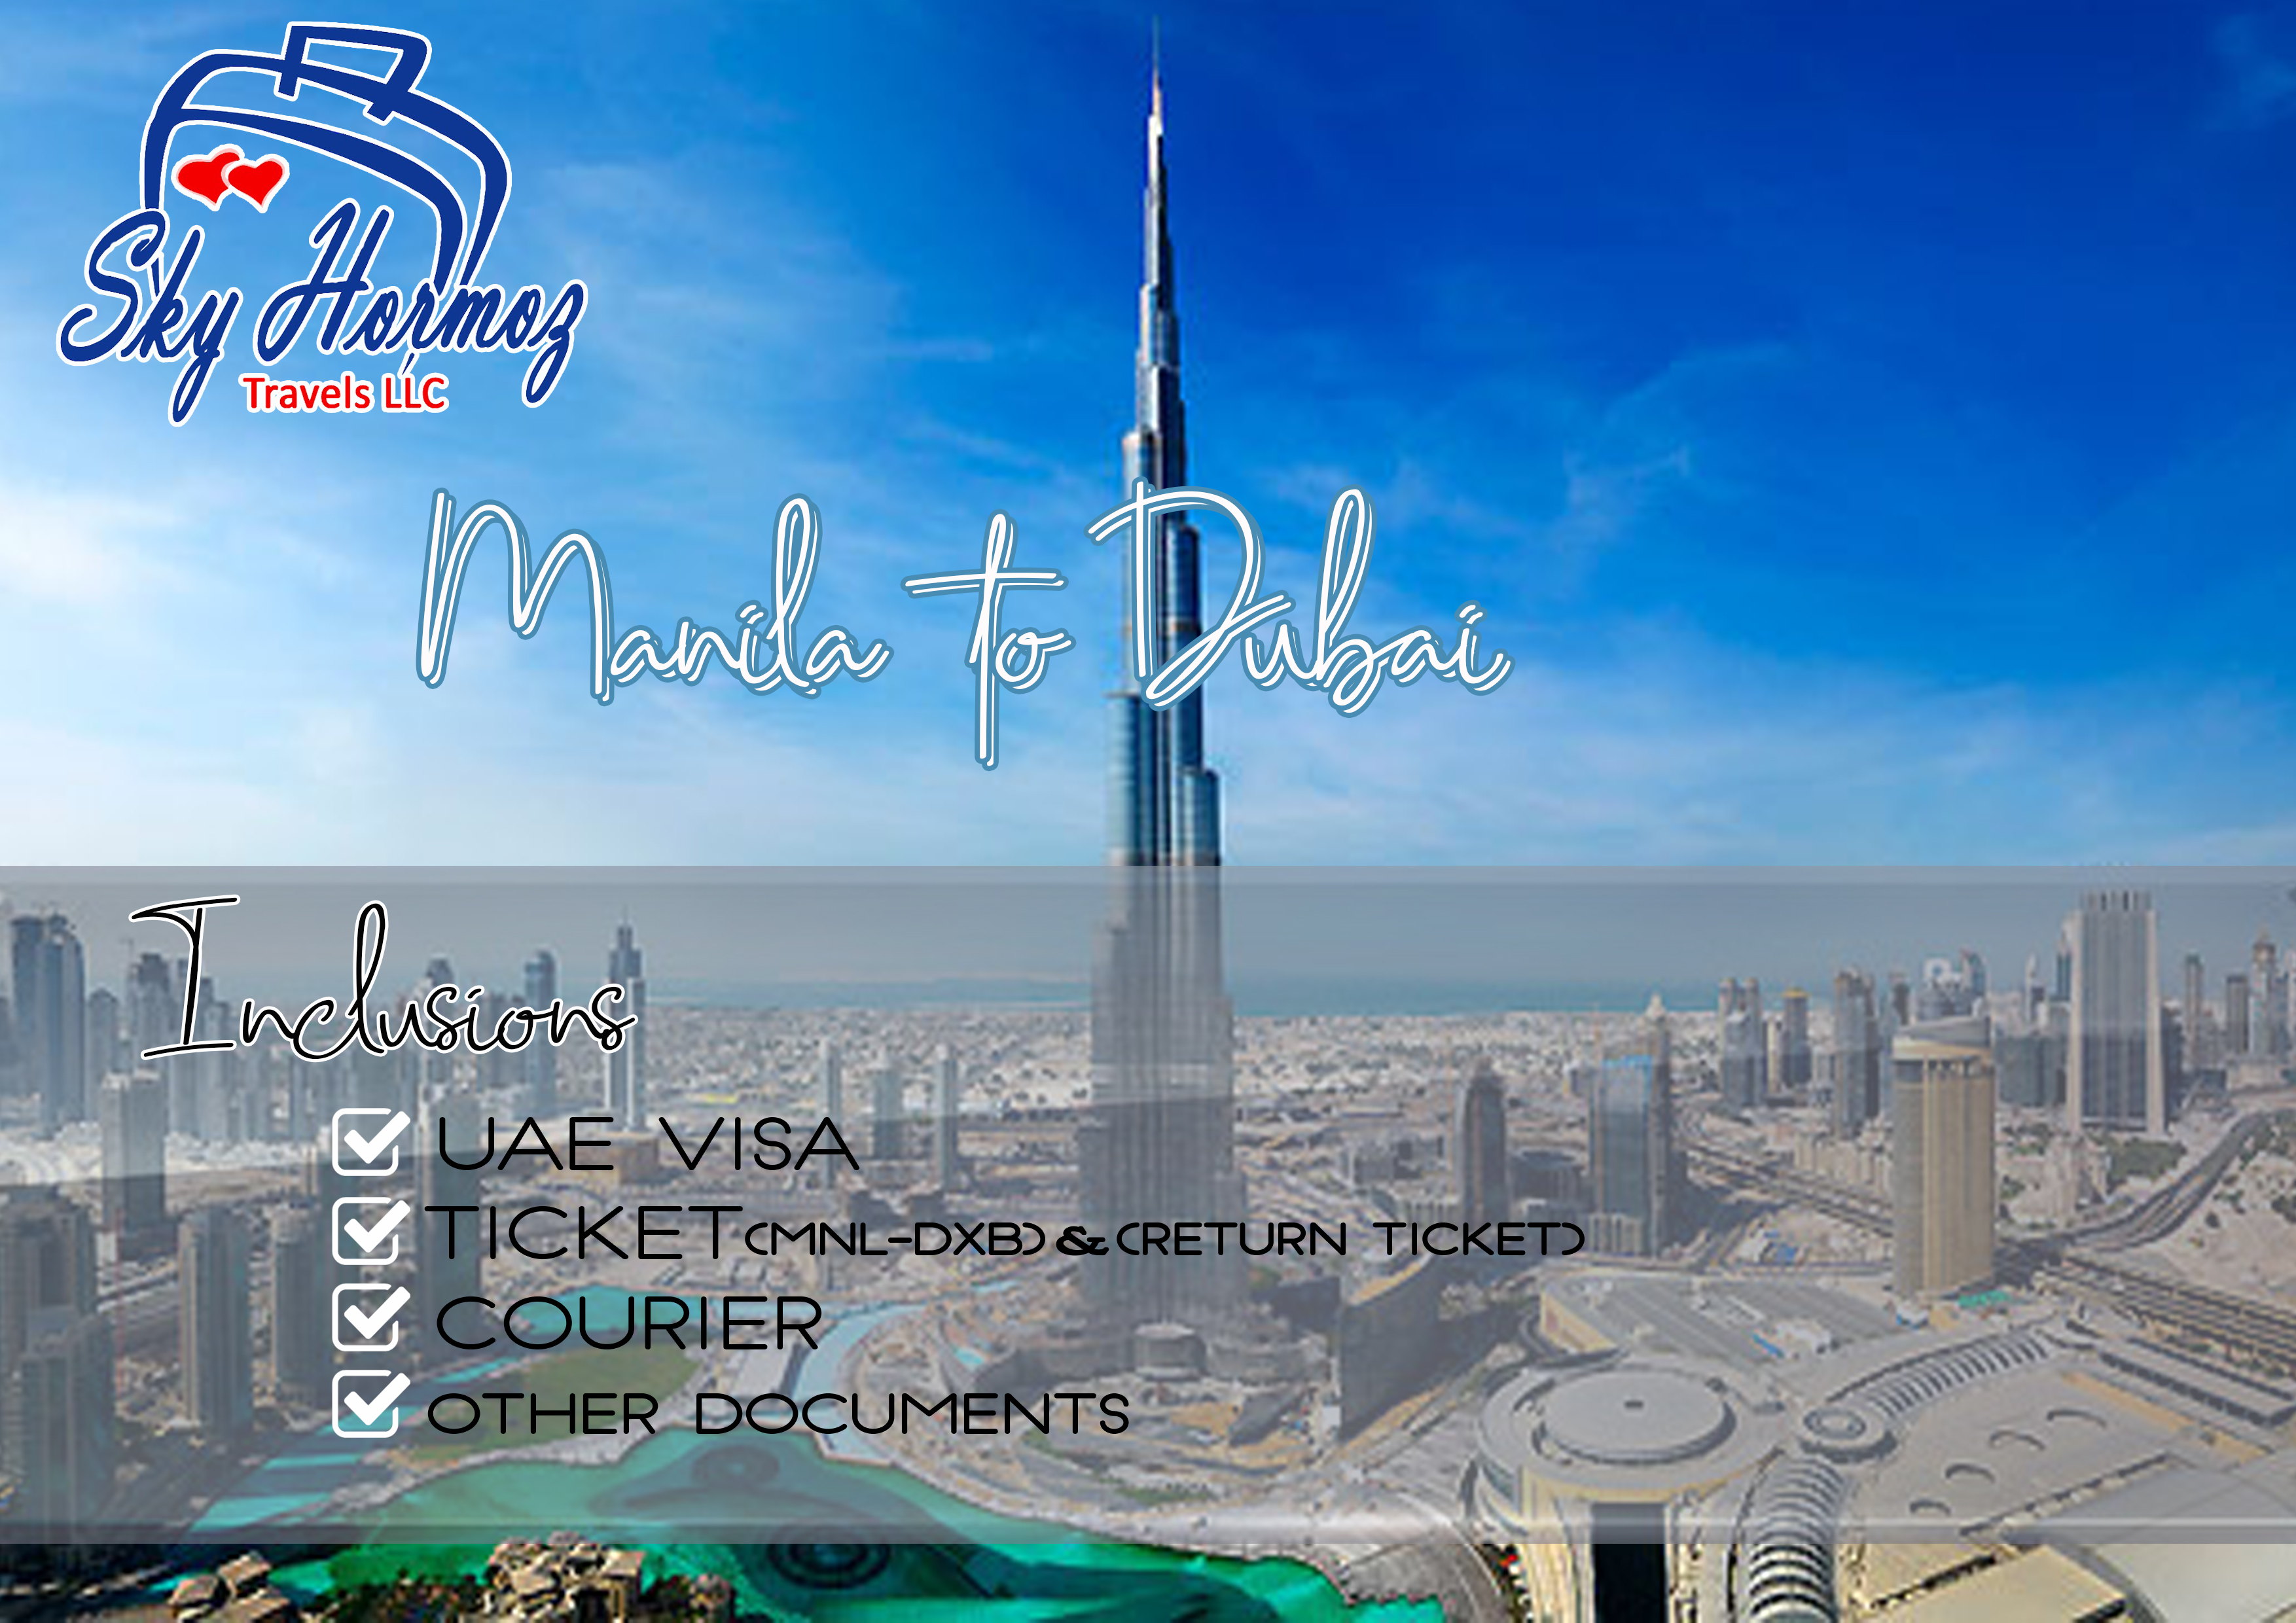 Sky Hormoz
Travels LLC
Manila to Dubai
Inclusions
UAE VISA
TICKET(MNL-DXB) & (RETURN TICKET)
COURIER
OTHER DOCUMENTS